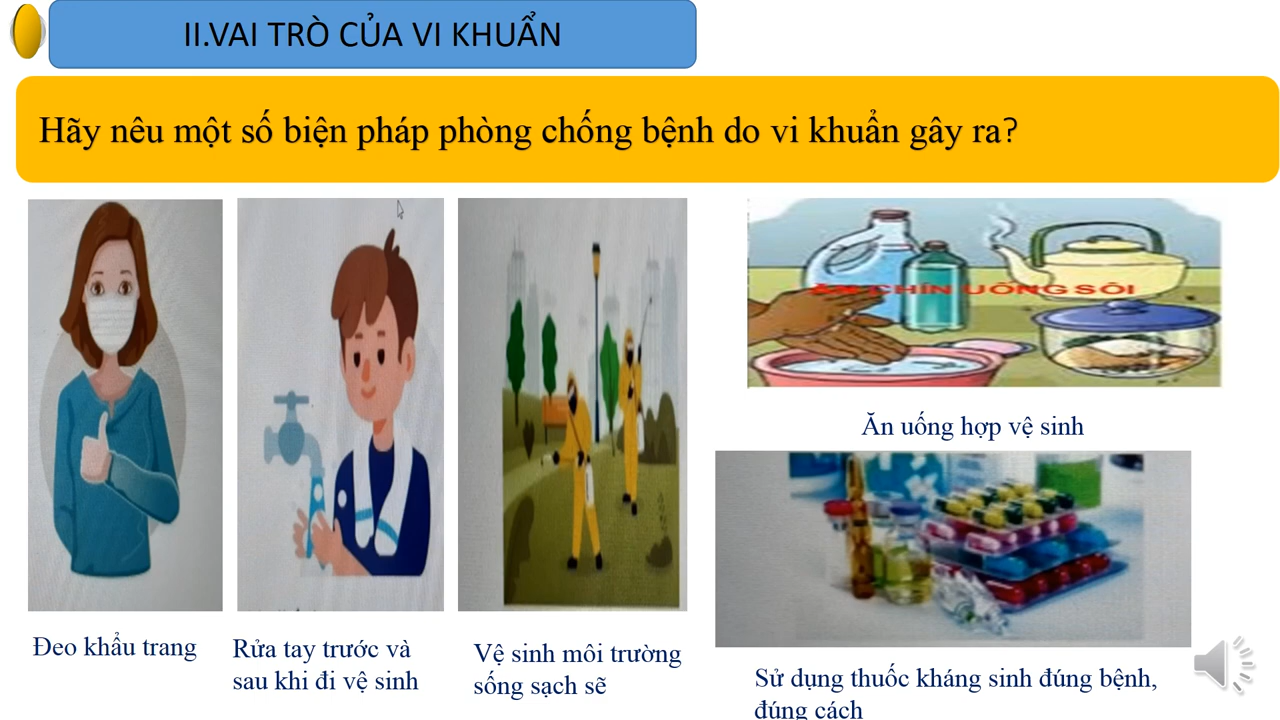 II.VAI TRÒ CỦA VI KHUẨN
Hãy nêu một số biện pháp phòng chống bệnh do vi khuẩn gây ra?
ĂN CHÍN UỐNG SÔI
Ăn uống hợp vệ sinh
Đeo khẩu trang
Rửa tay trước và
sau khi đi vệ sinh
Vệ sinh môi trường
sống sạch sẽ
Sử dụng thuốc kháng sinh đúng bệnh,
đúng cách